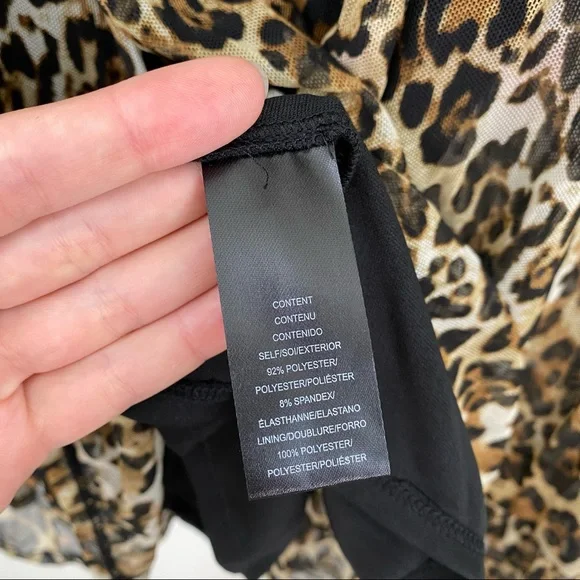 CONTENT
CONTENU
CONTENIDO
SELF/SOI/EXTERIOR
92% POLYESTER/
POLYESTER/POLIÉSTER
8% SPANDEX/
ÉLASTHANNE/ELASTANO
LINING/DOUBLURE/FORRO
100% POLYESTER/
POLYESTER/POLIÉSTER